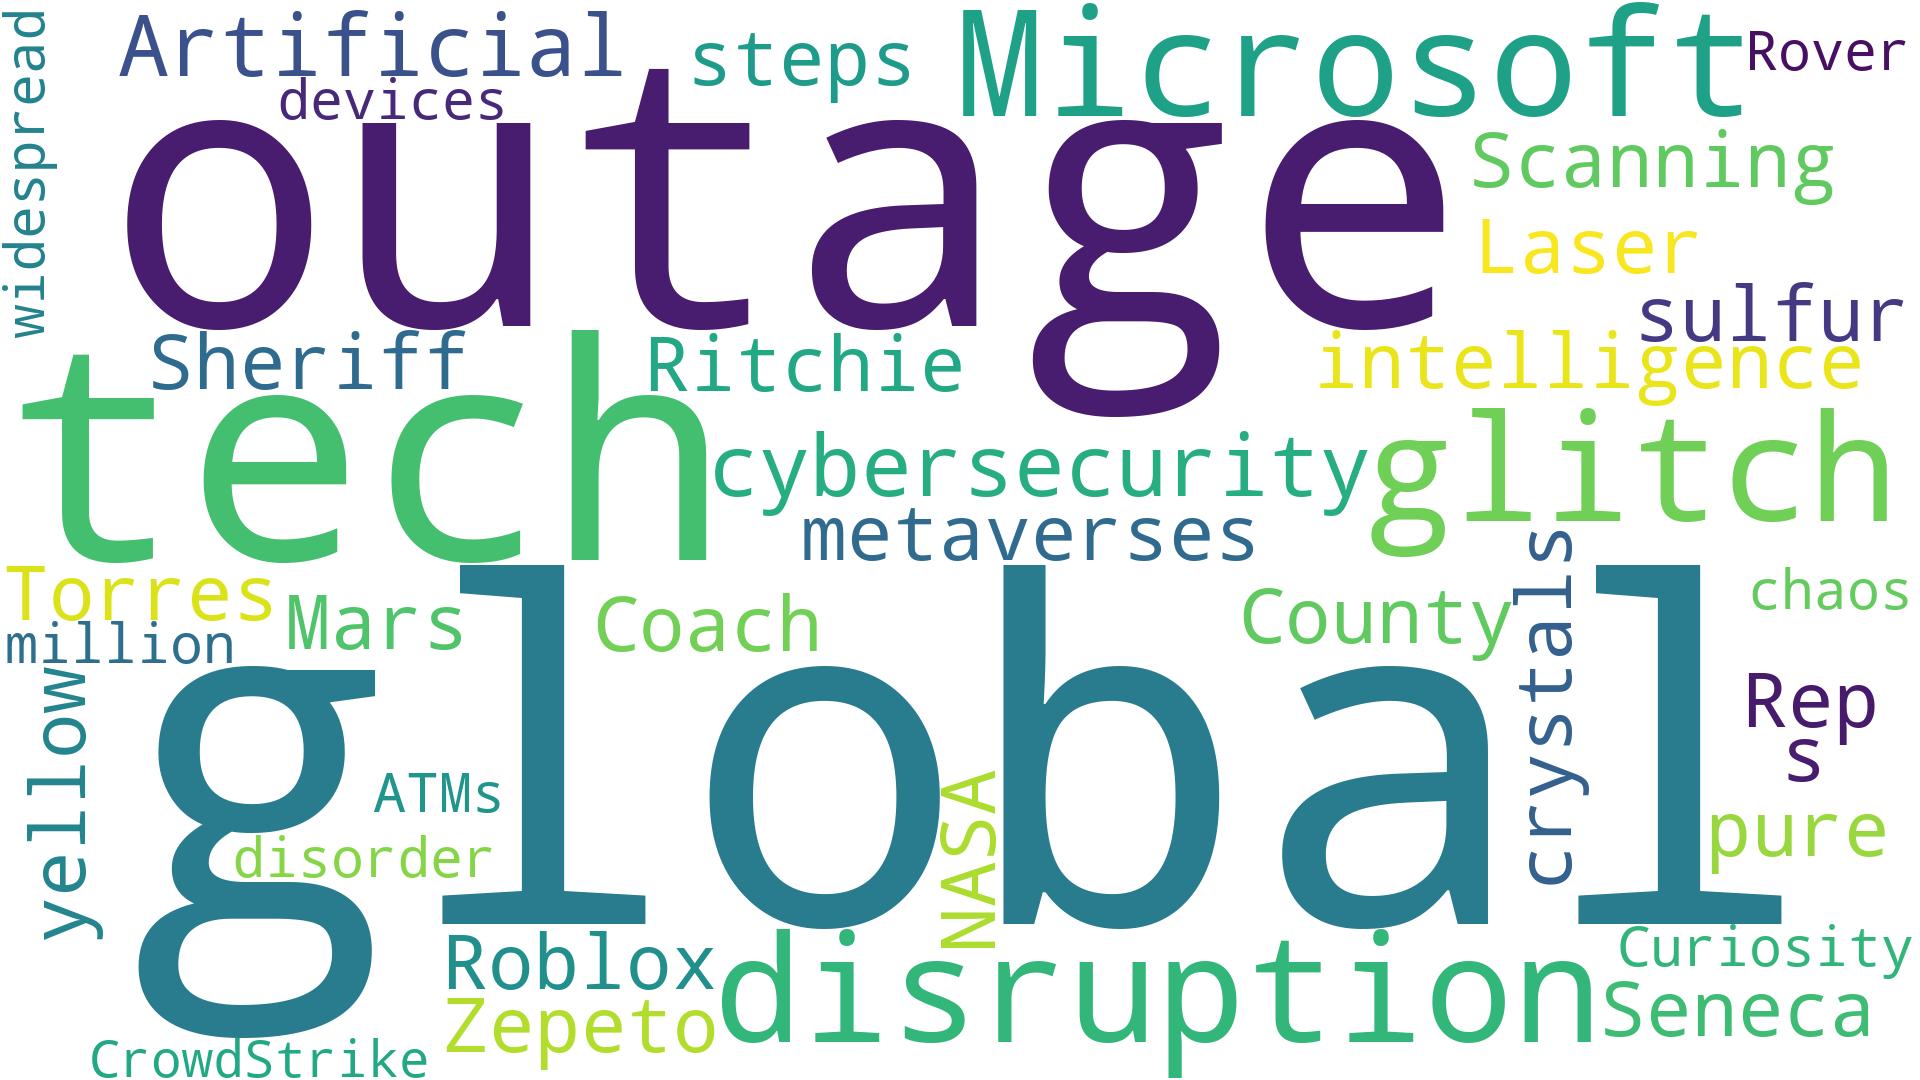 widespread
Artificial
steps
Microsoft
Rover
devices
outage
Scanning
Laser
sulfur
Sheriff
Ritchie
intelligence
tech
cybersecurity
glitch
metaverses
Torres
Mars
Coach
County
crystals
chaos
million
global
yellow
Rep
s
ATMs
NASA
pure
disorder
Roblox
disruption
Curiosity
Zepeto
Seneca
CrowdStrike